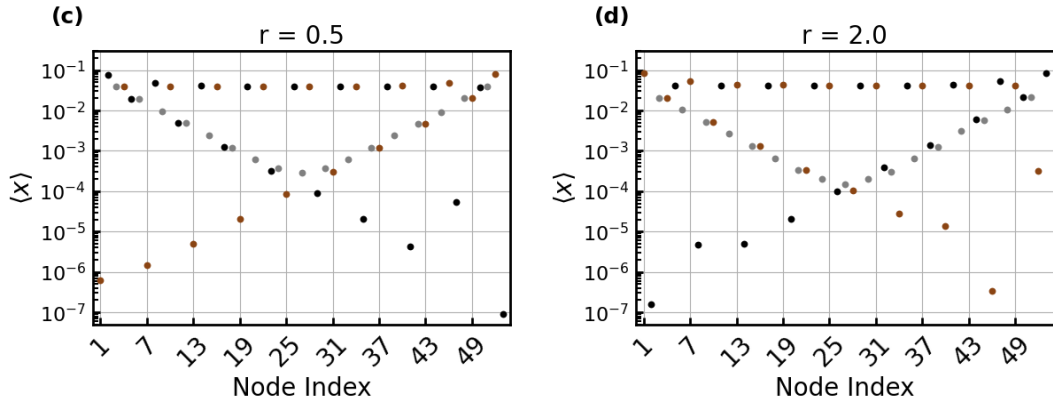 (c)
r = 0.5
10⁻¹
10⁻²
10⁻³
10⁻⁴
10⁻⁵
10⁻⁶
10⁻⁷
⟨x⟩
1 7 13 19 25 31 37 43 49
Node Index
(d)
r = 2.0
10⁻¹
10⁻²
10⁻³
10⁻⁴
10⁻⁵
10⁻⁶
10⁻⁷
⟨x⟩
1 7 13 19 25 31 37 43 49
Node Index